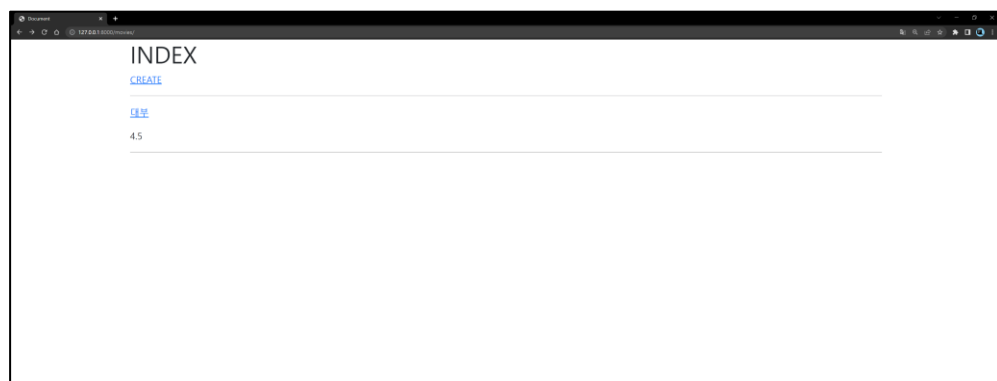 Document
127.0.0.1:8000/movies/
INDEX
CREATE
대부
4.5